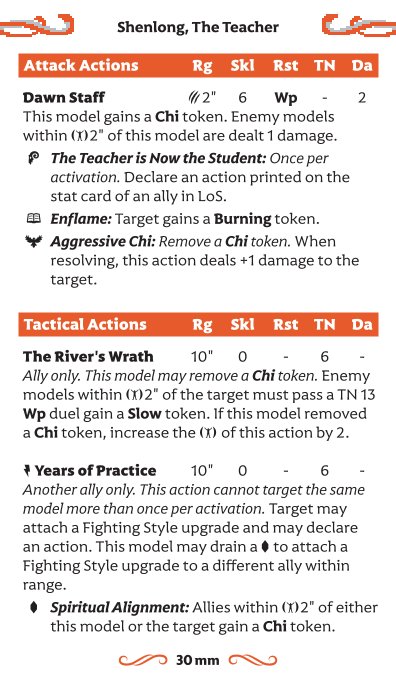 Shenlong, The Teacher
Attack Actions Rg Skl Rst TN Da
Dawn Staff 2" 6 Wp - 2
This model gains a Chi token. Enemy models
within 2" of this model are dealt 1 damage.
The Teacher is Now the Student: Once per
activation. Declare an action printed on the
stat card of an ally in LoS.
Enflame: Target gains a Burning token.
Aggressive Chi: Remove a Chi token. When
resolving, this action deals +1 damage to the
target.
Tactical Actions Rg Skl Rst TN Da
The River's Wrath 10" 0 - 6 -
Ally only. This model may remove a Chi token. Enemy
models within 2" of the target must pass a TN 13
Wp duel gain a Slow token. If this model removed
a Chi token, increase the of this action by 2.
Years of Practice 10" 0 - 6 -
Another ally only. This action cannot target the same
model more than once per activation. Target may
attach a Fighting Style upgrade and may declare
an action. This model may drain a to attach a
Fighting Style upgrade to a different ally within
range.
Spiritual Alignment: Allies within 2" of either
this model or the target gain a Chi token.
30 mm